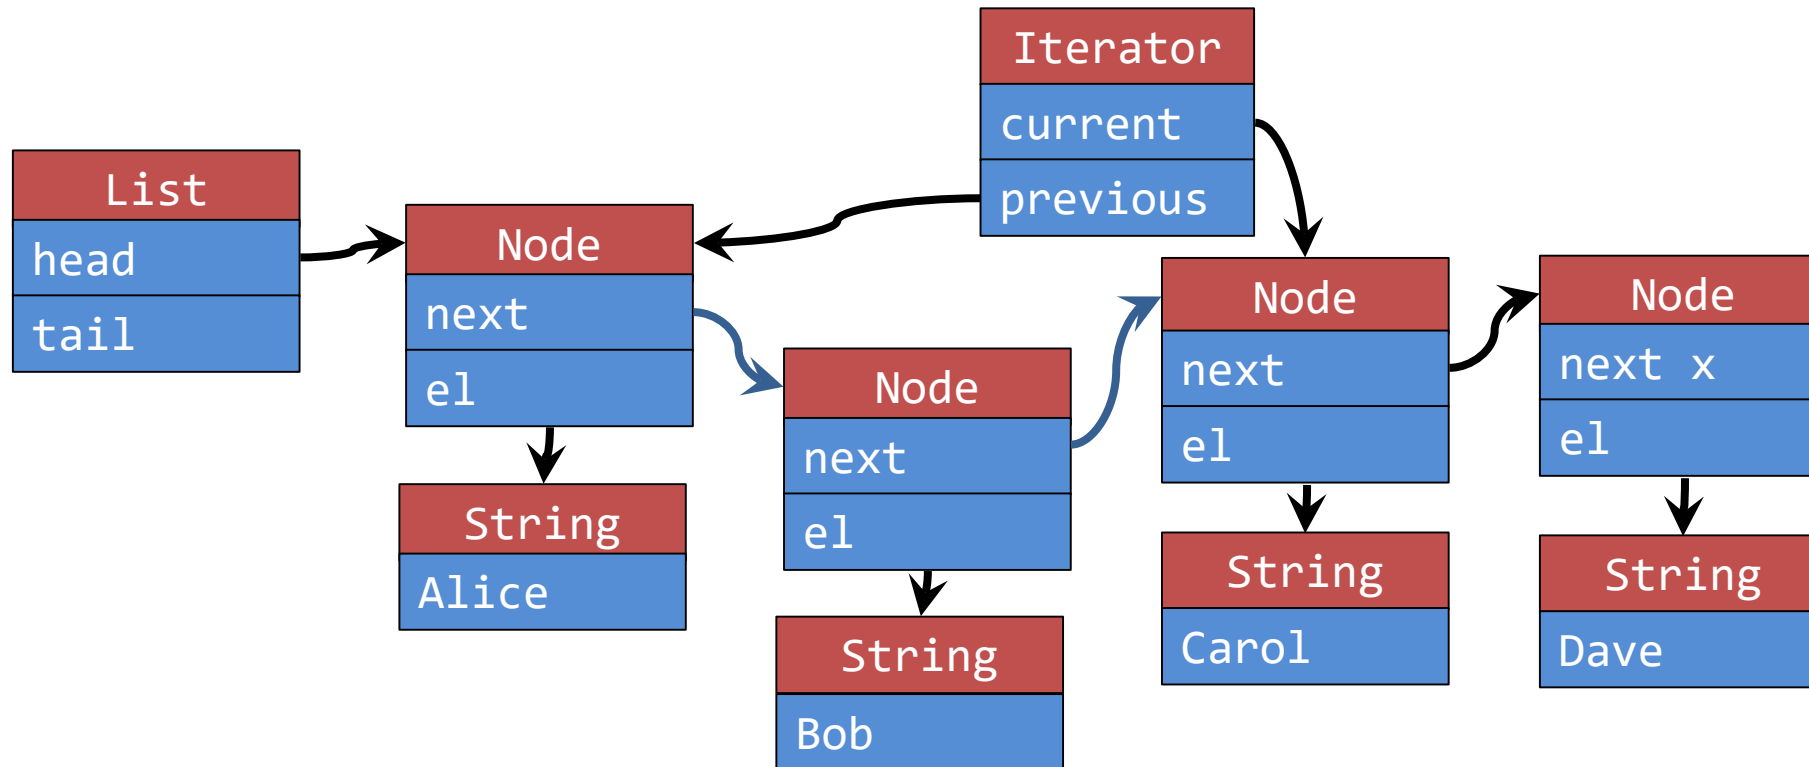 Iterator
current
previous
List
head
tail
Node
next
el
String
Alice
Node
next
el
String
Bob
Node
next
el
String
Carol
Node
next x
el
String
Dave